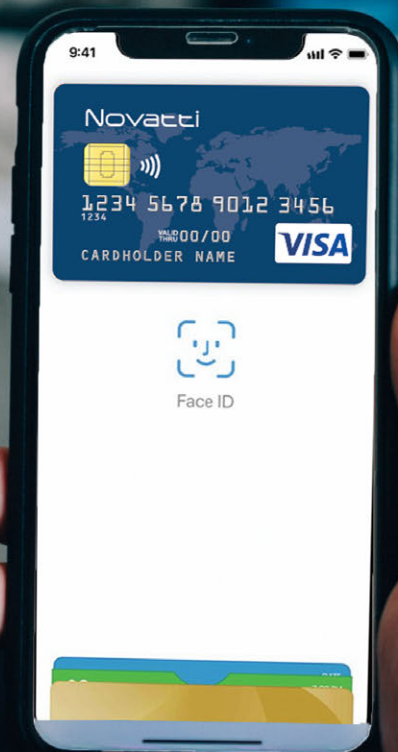 9:41
Novatti
1234 5678 9012 3456
1234
VALID THRU 00/00
CARDHOLDER NAME
VISA
Face ID